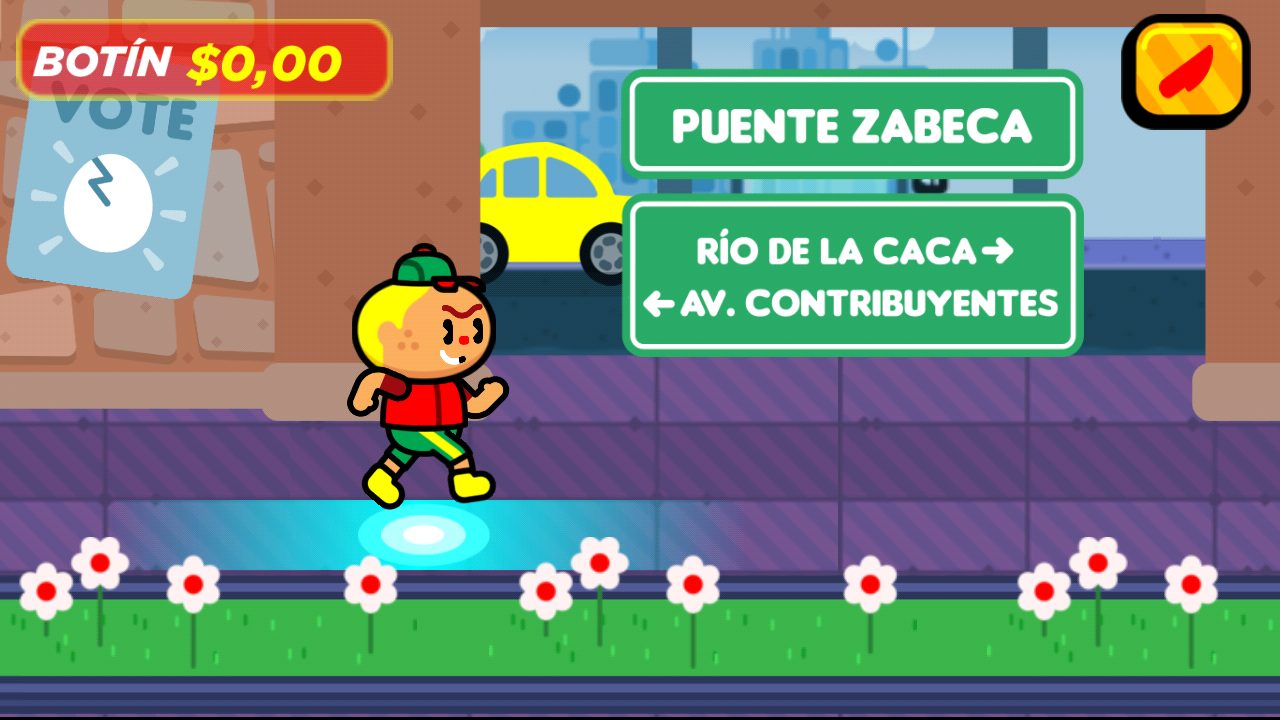 BOTÍN $0,00
VOTE
PUENTE ZABECA
RÍO DE LA CACA→
←AV. CONTRIBUYENTES